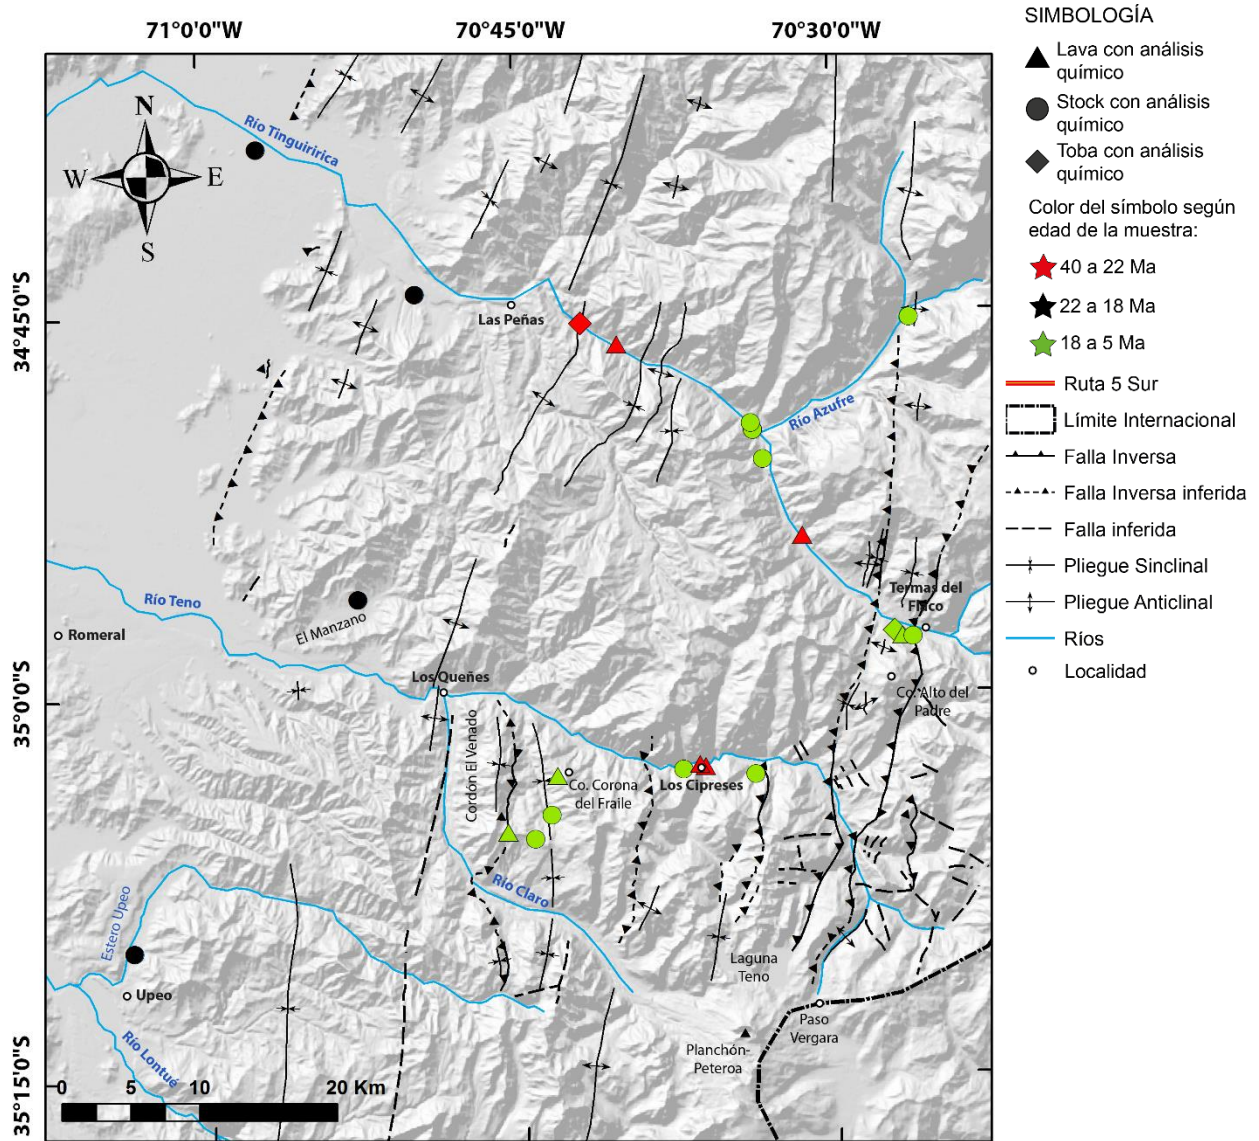 71°0'0"W
70°45'0"W
70°30'0"W
34°45'0"S
35°0'0"S
35°15'0"S
N
W
E
S
Río Tinguiririca
Las Peñas
Río Azufre
Termas del
Flaco
Río Teno
Romeral
El Manzano
Los Queñes
Co. Alto del
Padre
Cordón El Venado
Co. Corona
del Fraile
Los Cipreses
Río Claro
Estero Upeo
Upeo
Río Lontué
Laguna
Teno
Paso
Vergara
Planchón-
Peteroa
0
5
10
20 Km
SIMBOLOGÍA
Lava con análisis
químico
Stock con análisis
químico
Toba con análisis
químico
Color del símbolo según
edad de la muestra:
40 a 22 Ma
22 a 18 Ma
18 a 5 Ma
Ruta 5 Sur
Límite Internacional
Falla Inversa
Falla Inversa inferida
Falla inferida
Pliegue Sinclinal
Pliegue Anticlinal
Ríos
Localidad